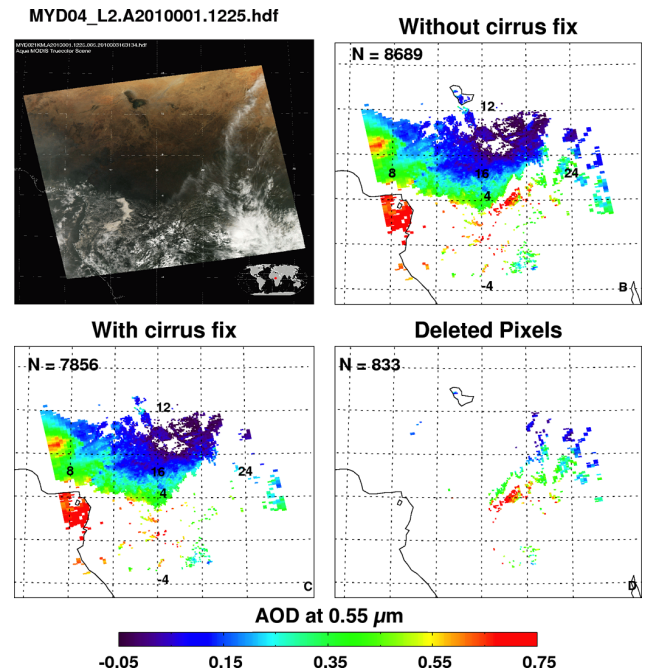 MYD04_L2.A2010001.1225.hdf
MYD021KM.A2010001.1225.005.2010003163134.hdf
Aqua MODIS Truecolor Scene
Without cirrus fix
N = 8689
12
8
16
24
4
-4
B
With cirrus fix
N = 7856
12
8
16
24
4
-4
C
Deleted Pixels
N = 833
D
AOD at 0.55 µm
-0.05 0.15 0.35 0.55 0.75